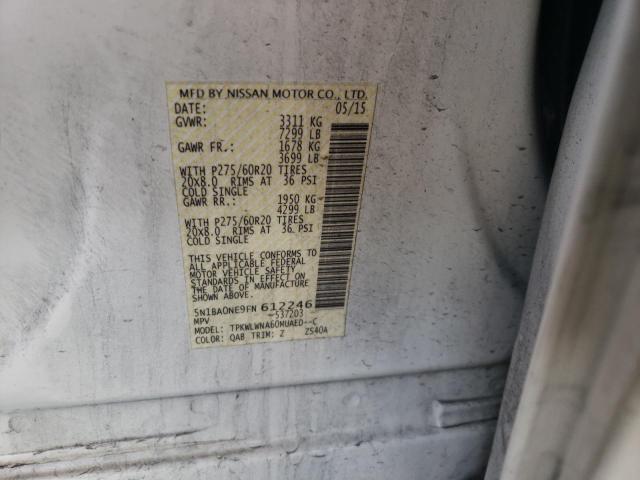 MFD BY NISSAN MOTOR CO., LTD.
DATE: 05/15
GVWR: 3311 KG
7299 LB
GAWR FR.: 1678 KG
3699 LB
WITH P275/60R20 TIRES
20X8.0 RIMS AT 36 PSI
COLD SINGLE
GAWR RR.: 1950 KG
4299 LB
WITH P275/60R20 TIRES
20X8.0 RIMS AT 36 PSI
COLD SINGLE
THIS VEHICLE CONFORMS TO
ALL APPLICABLE FEDERAL
MOTOR VEHICLE SAFETY
STANDARDS IN EFFECT
ON THE DATE OF
MANUFACTURE SHOWN ABOVE.
5N1BA0NE9FN 612246
MPV -537203
MODEL: TPKWLWNA60MUAED--C
COLOR: QAB TRIM: Z ZS40A